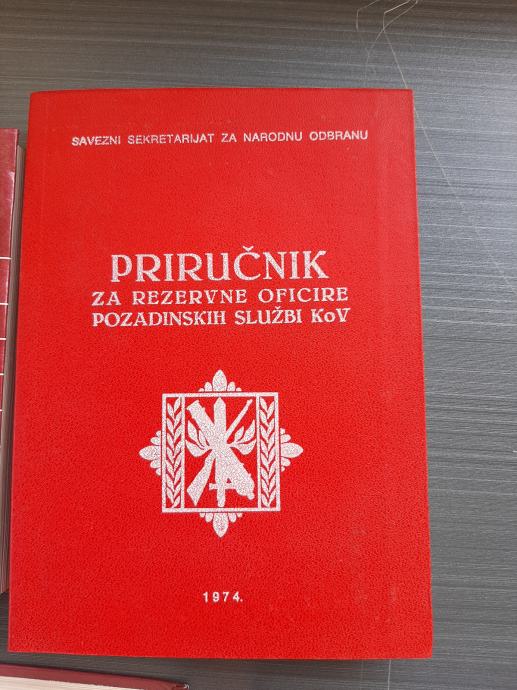 SAVEZNI SEKRETARIJAT ZA NARODNU ODBRANU
PRIRUČNIK
ZA REZERVNE OFICIRE
POZADINSKIH SLUŽBI KoV
1974.